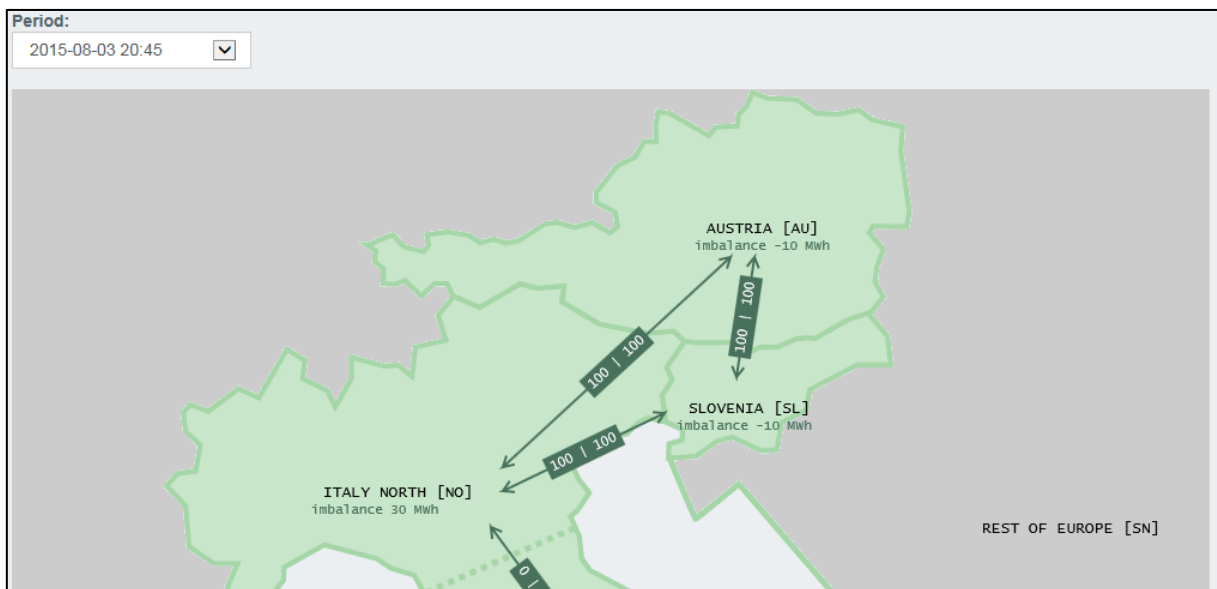 Period:
2015-08-03 20:45
AUSTRIA [AU]
imbalance -10 MWh
100 | 100
100 | 100
SLOVENIA [SL]
imbalance -10 MWh
100 | 100
ITALY NORTH [NO]
imbalance 30 MWh
REST OF EUROPE [SN]
0 |